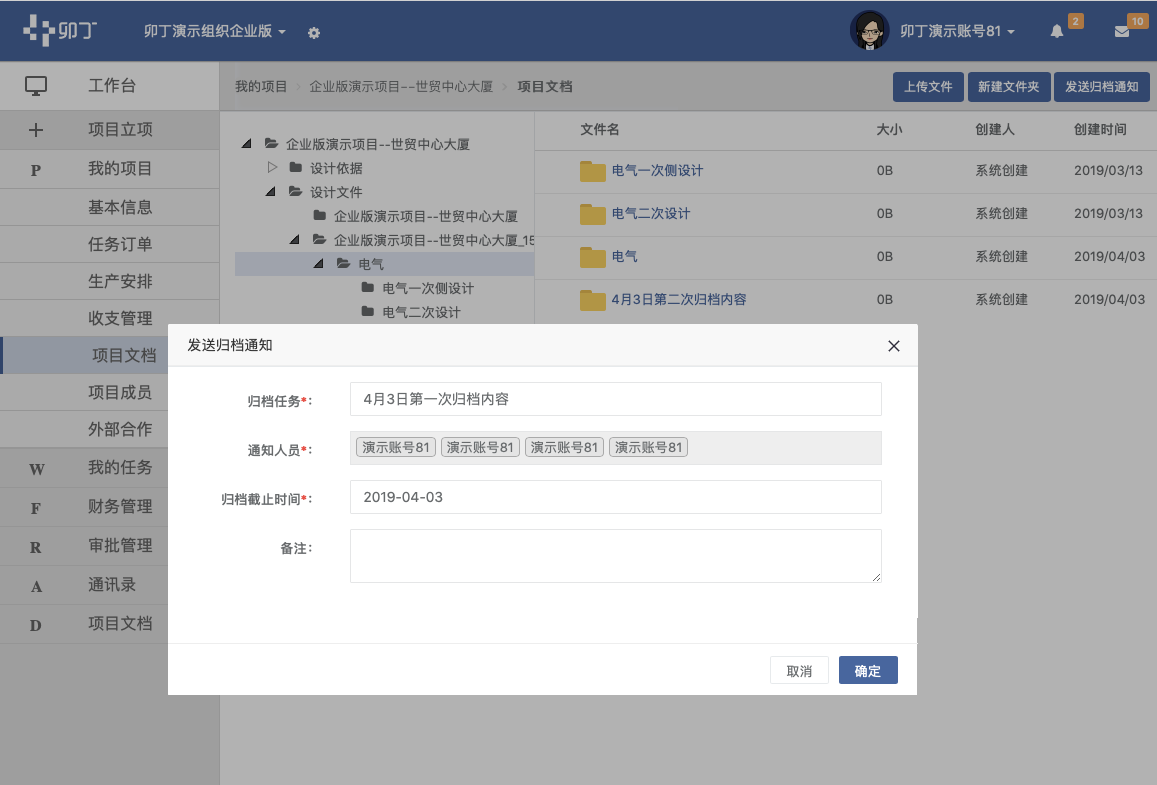 卯丁 卯丁演示组织企业版 卯丁演示账号81 2 10
工作台
我的项目 企业版演示项目--世贸中心大厦 项目文档 上传文件 新建文件夹 发送归档通知
项目立项
P 我的项目
基本信息
任务订单
生产安排
收支管理
项目文档
项目成员
外部合作
W 我的任务
F 财务管理
R 审批管理
A 通讯录
D 项目文档
企业版演示项目--世贸中心大厦
设计依据
设计文件
企业版演示项目--世贸中心大厦
企业版演示项目--世贸中心大厦_15
电气
电气一次侧设计
电气二次设计
文件名 大小 创建人 创建时间
电气一次侧设计 0B 系统创建 2019/03/13
电气二次设计 0B 系统创建 2019/03/13
电气 0B 系统创建 2019/04/03
4月3日第二次归档内容 0B 系统创建 2019/04/03
发送归档通知
归档任务*: 4月3日第一次归档内容
通知人员*: 演示账号81 演示账号81 演示账号81 演示账号81
归档截止时间*: 2019-04-03
备注:
取消 确定